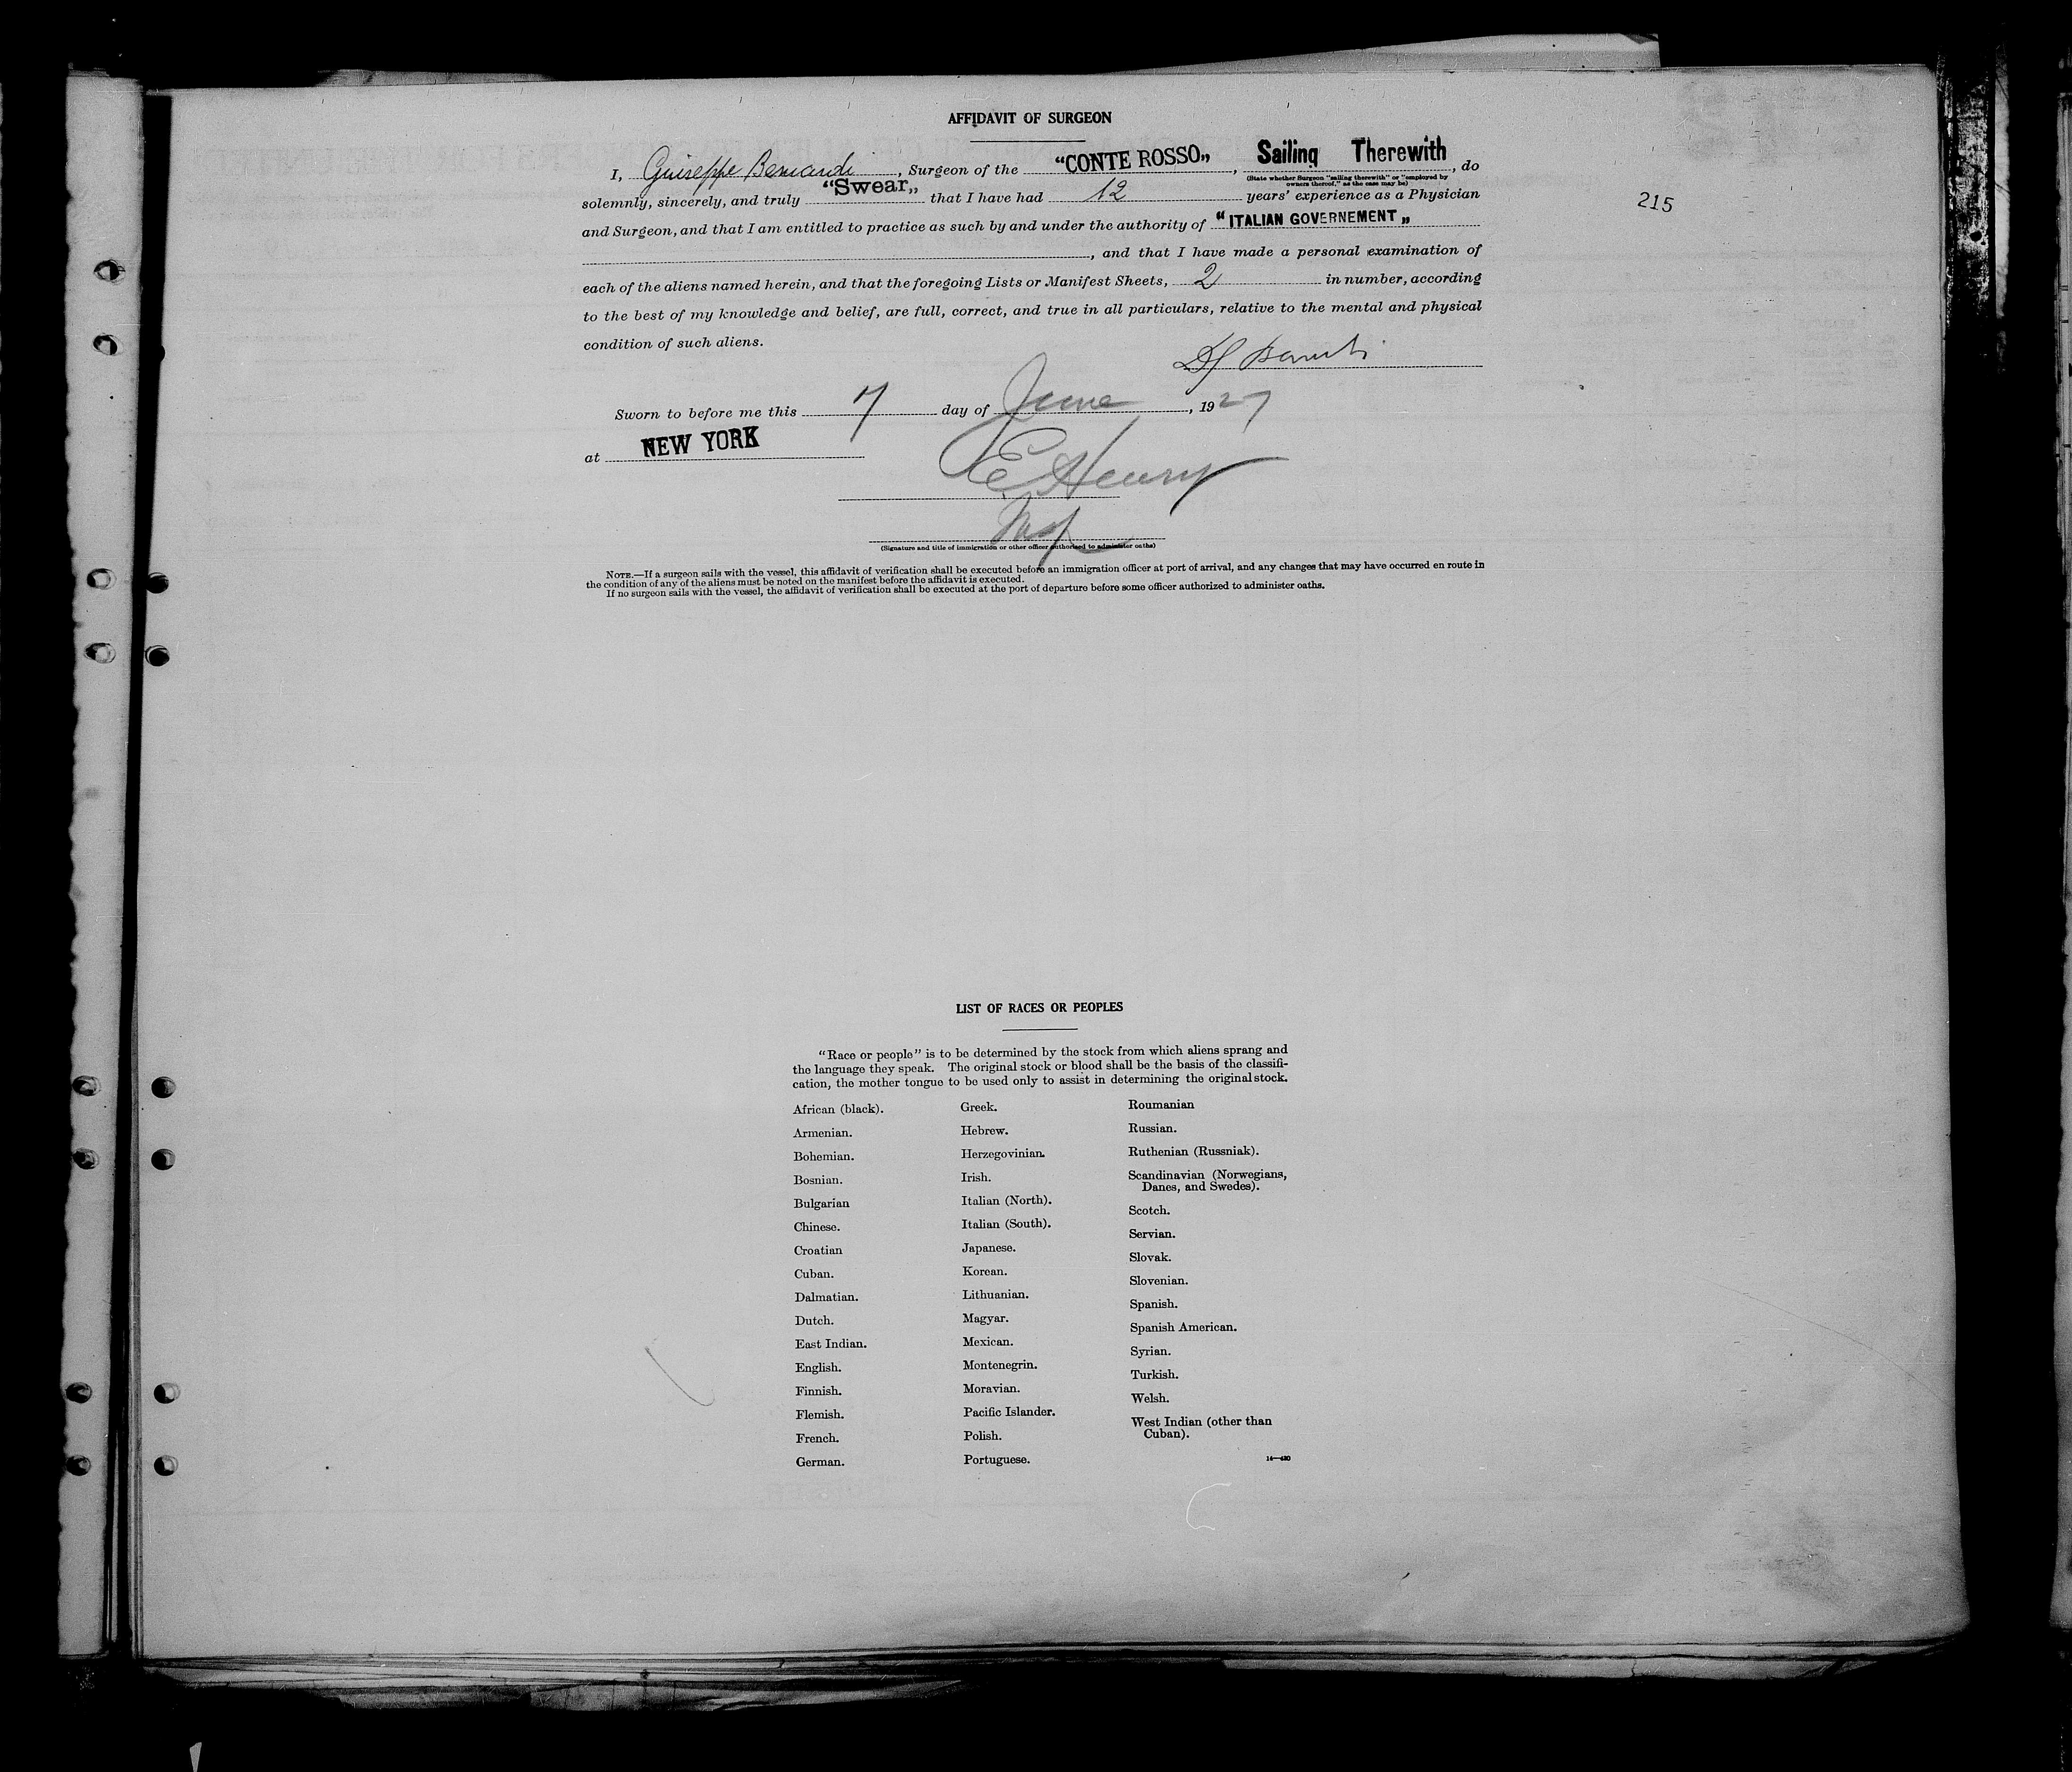 AFFIDAVIT OF SURGEON
I, Giuseppe , Surgeon of the “CONTE ROSSO„ , Sailing Therewith , do
(State whether Surgeon "sailing therewith" or "employed by
owners thereof," as the case may be)
solemnly, sincerely, and truly “Swear„ that I have had 12 years' experience as a Physician
and Surgeon, and that I am entitled to practice as such by and under the authority of “ITALIAN GOVERNEMENT„
, and that I have made a personal examination of
each of the aliens named herein, and that the foregoing Lists or Manifest Sheets, 2 in number, according
to the best of my knowledge and belief, are full, correct, and true in all particulars, relative to the mental and physical
condition of such aliens.
Sworn to before me this 7 day of June , 1927
at NEW YORK
E Henry
Insp
(Signature and title of immigration or other officer authorized to administer oaths)
NOTE.—If a surgeon sails with the vessel, this affidavit of verification shall be executed before an immigration officer at port of arrival, and any changes that may have occurred en route in
the condition of any of the aliens must be noted on the manifest before the affidavit is executed.
If no surgeon sails with the vessel, the affidavit of verification shall be executed at the port of departure before some officer authorized to administer oaths.
215
LIST OF RACES OR PEOPLES
"Race or people" is to be determined by the stock from which aliens sprang and
the language they speak. The original stock or blood shall be the basis of the classifi-
cation, the mother tongue to be used only to assist in determining the original stock.
African (black).
Armenian.
Bohemian.
Bosnian.
Bulgarian
Chinese.
Croatian
Cuban.
Dalmatian.
Dutch.
East Indian.
English.
Finnish.
Flemish.
French.
German.
Greek.
Hebrew.
Herzegovinian.
Irish.
Italian (North).
Italian (South).
Japanese.
Korean.
Lithuanian.
Magyar.
Mexican.
Montenegrin.
Moravian.
Pacific Islander.
Polish.
Portuguese.
Roumanian
Russian.
Ruthenian (Russniak).
Scandinavian (Norwegians,
Danes, and Swedes).
Scotch.
Servian.
Slovak.
Slovenian.
Spanish.
Spanish American.
Syrian.
Turkish.
Welsh.
West Indian (other than
Cuban).